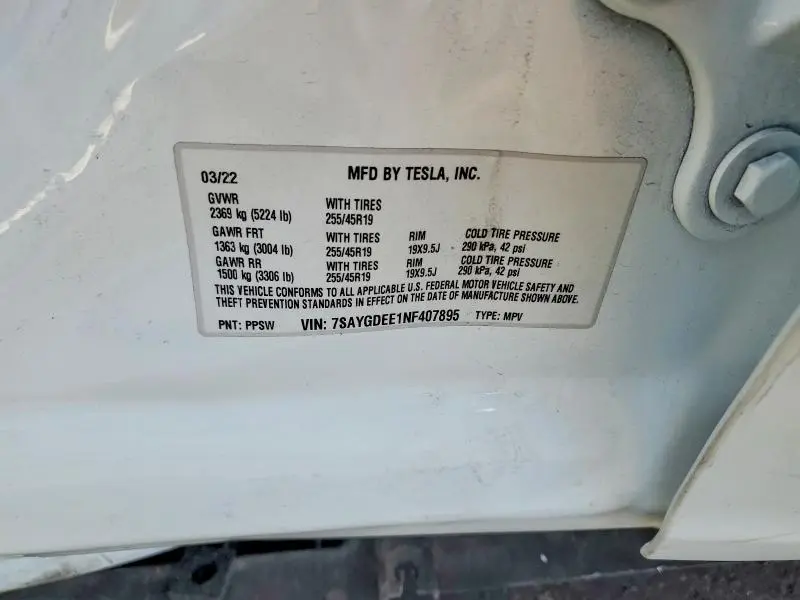 03/22 MFD BY TESLA, INC.
GVWR WITH TIRES
2369 kg (5224 lb) 255/45R19
GAWR FRT WITH TIRES RIM COLD TIRE PRESSURE
1363 kg (3004 lb) 255/45R19 19X9.5J 290 kPa, 42 psi
GAWR RR WITH TIRES RIM COLD TIRE PRESSURE
1500 kg (3306 lb) 255/45R19 19X9.5J 290 kPa, 42 psi
THIS VEHICLE CONFORMS TO ALL APPLICABLE U.S. FEDERAL MOTOR VEHICLE SAFETY AND
THEFT PREVENTION STANDARDS IN EFFECT ON THE DATE OF MANUFACTURE SHOWN ABOVE.
PNT: PPSW VIN: 7SAYGDEE1NF407895 TYPE: MPV